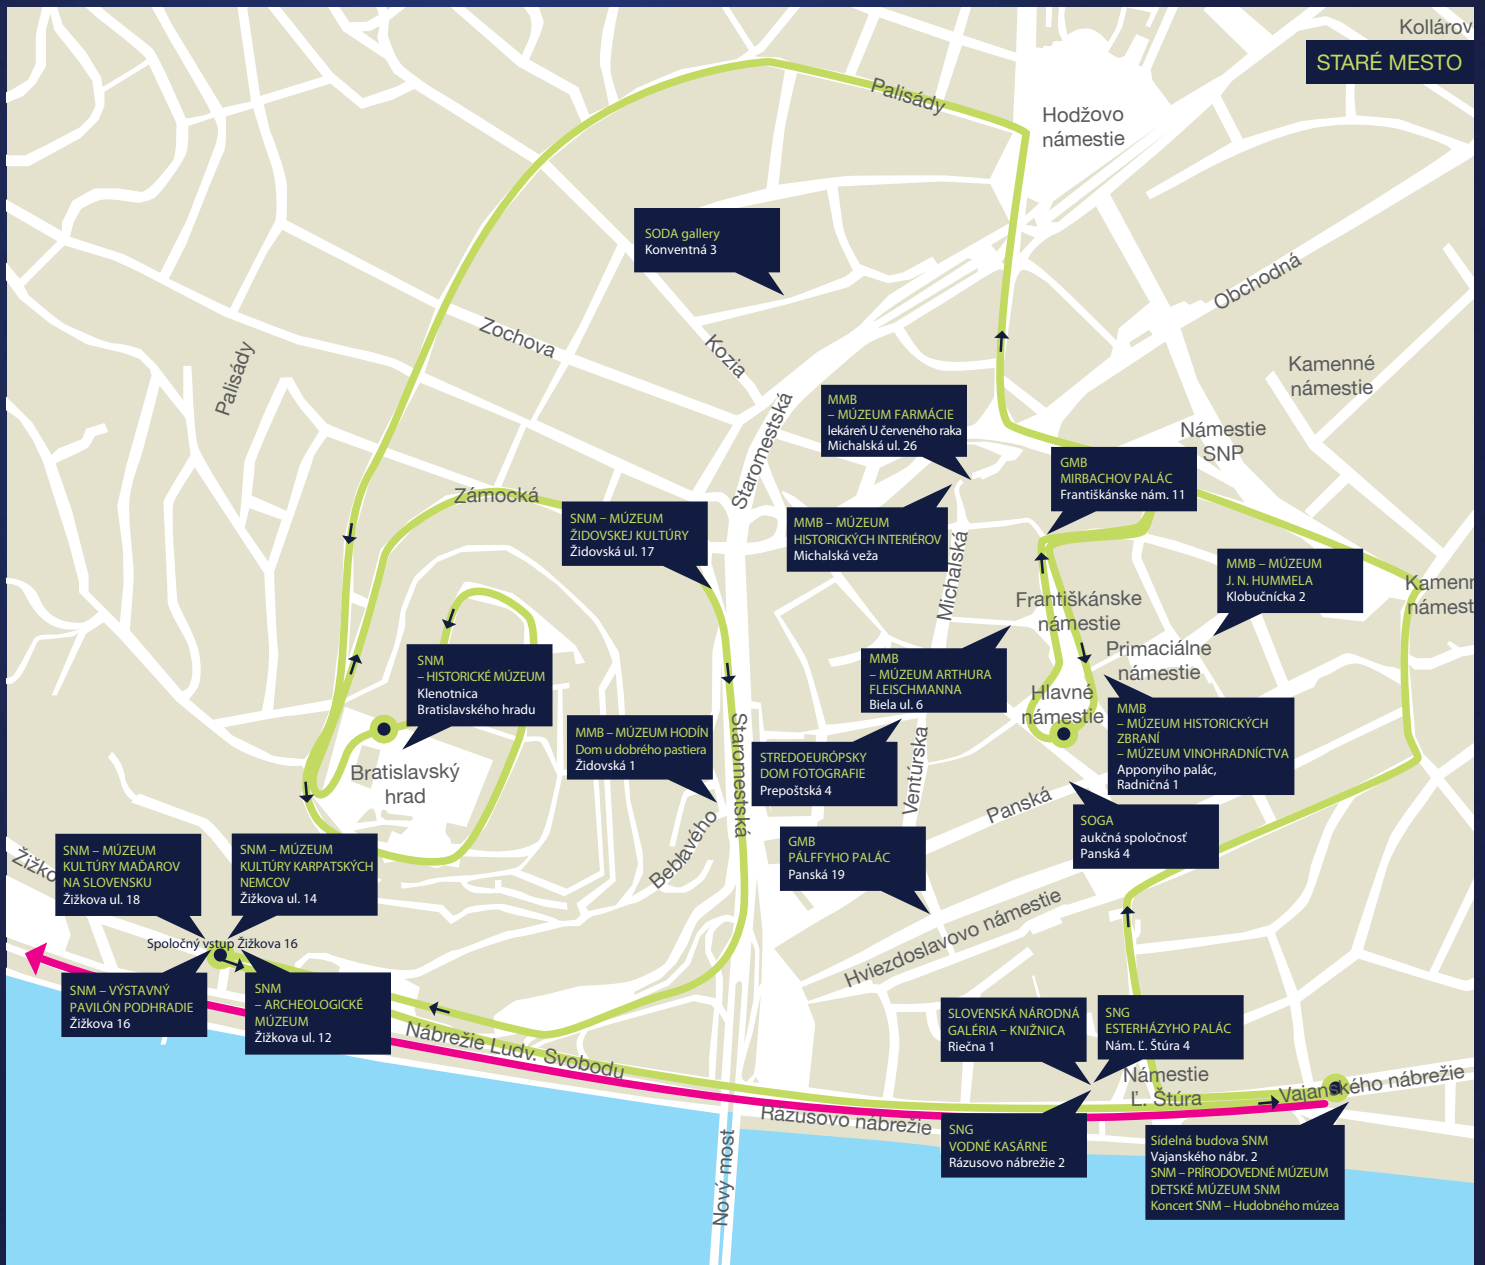 Kollárov
STARÉ MESTO
Palisády
Hodžovo
námestie
SODA gallery
Konventná 3
Obchodná
Zochova
Kozia
Palisády
Kamenné
námestie
Staromestská
MMB
– MÚZEUM FARMÁCIE
lekáreň U červeného raka
Michalská ul. 26
Námestie
SNP
GMB
MIRBACHOV PALÁC
Františkánske nám. 11
Zámocká
SNM – MÚZEUM
ŽIDOVSKEJ KULTÚRY
Židovská ul. 17
MMB – MÚZEUM
HISTORICKÝCH INTERIÉROV
Michalská veža
Michalská
MMB – MÚZEUM
J. N. HUMMELA
Klobučnícka 2
Kamenn
námest
Františkánske
námestie
Primaciálne
námestie
SNM
– HISTORICKÉ MÚZEUM
Klenotnica
Bratislavského hradu
MMB
– MÚZEUM ARTHURA
FLEISCHMANNA
Biela ul. 6
Hlavné
námestie
MMB
– MÚZEUM HISTORICKÝCH
ZBRANÍ
– MÚZEUM VINOHRADNÍCTVA
Apponyiho palác,
Radničná 1
MMB – MÚZEUM HODÍN
Dom u dobrého pastiera
Židovská 1
Staromestská
STREDOEURÓPSKY
DOM FOTOGRAFIE
Prepoštská 4
Ventúrska
Bratislavský
hrad
Panská
SOGA
aukčná spoločnosť
Panská 4
Beblavého
GMB
PÁLFFYHO PALÁC
Panská 19
Žižko
SNM – MÚZEUM
KULTÚRY MAĎAROV
NA SLOVENSKU
Žižkova ul. 18
SNM – MÚZEUM
KULTÚRY KARPATSKÝCH
NEMCOV
Žižkova ul. 14
Spoločný vstup Žižkova 16
Hviezdoslavovo námestie
SNM – VÝSTAVNÝ
PAVILÓN PODHRADIE
Žižkova 16
SNM
– ARCHEOLOGICKÉ
MÚZEUM
Žižkova ul. 12
Nábrežie Ludv. Svobodu
SLOVENSKÁ NÁRODNÁ
GALÉRIA – KNIŽNICA
Riečna 1
SNG
ESTERHÁZYHO PALÁC
Nám. Ľ. Štúra 4
Námestie
Ľ. Štúra
Vajanského nábrežie
Rázusovo nábrežie
Nový most
SNG
VODNÉ KASÁRNE
Rázusovo nábrežie 2
Sídelná budova SNM
Vajanského nábr. 2
SNM – PRÍRODOVEDNÉ MÚZEUM
DETSKÉ MÚZEUM SNM
Koncert SNM – Hudobného múzea